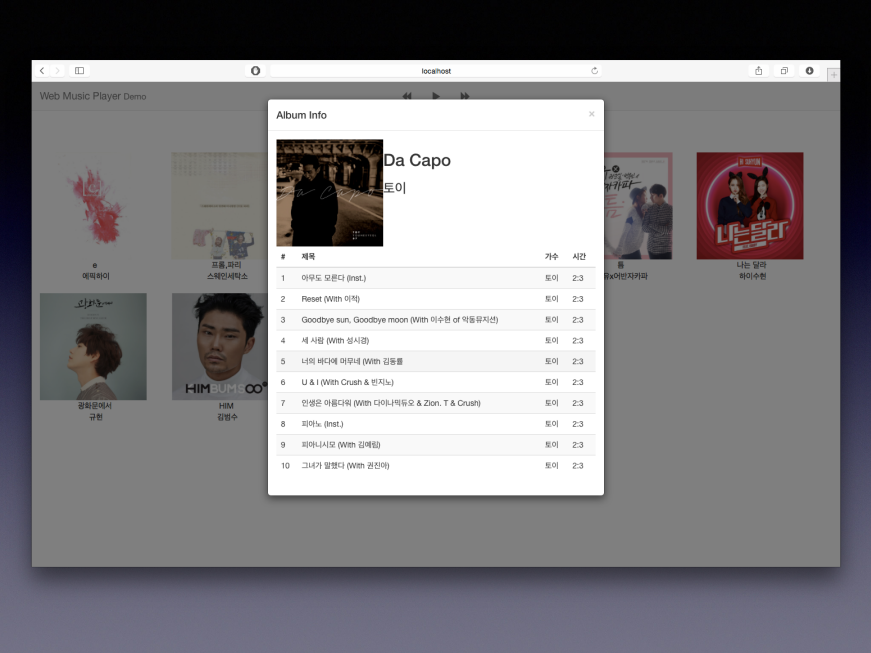 localhost
Web Music Player Demo
Album Info
×
Da Capo
토이
Da Capo
# 제목 가수 시간
1 아무도 모른다 (Inst.) 토이 2:3
2 Reset (With 이적) 토이 2:3
3 Goodbye sun, Goodbye moon (With 이수현 of 악동뮤지션) 토이 2:3
4 세 사람 (With 성시경) 토이 2:3
5 너의 바다에 머무네 (With 김동률 토이 2:3
6 U & I (With Crush & 빈지노) 토이 2:3
7 인생은 아름다워 (With 다이나믹듀오 & Zion. T & Crush) 토이 2:3
8 피아노 (Inst.) 토이 2:3
9 피아니시모 (With 김예림) 토이 2:3
10 그녀가 말했다 (With 권진아) 토이 2:3
e
에픽하이
프롬,파리
스웨인세탁소
틈
유x어반자카파
나는 달라
나는 달라
하이수현
광화문에서
규현
HIMBUMSOO
HIM
김범수